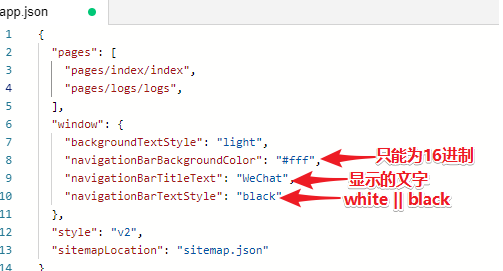 app.json
1 {
2 "pages": [
3 "pages/index/index",
4 "pages/logs/logs",
5 ],
6 "window": {
7 "backgroundTextStyle": "light",
8 "navigationBarBackgroundColor": "#fff", 只能为16进制
9 "navigationBarTitleText": "WeChat", 显示的文字
10 "navigationBarTextStyle": "black" white || black
11 },
12 "style": "v2",
13 "sitemapLocation": "sitemap.json"
14 }